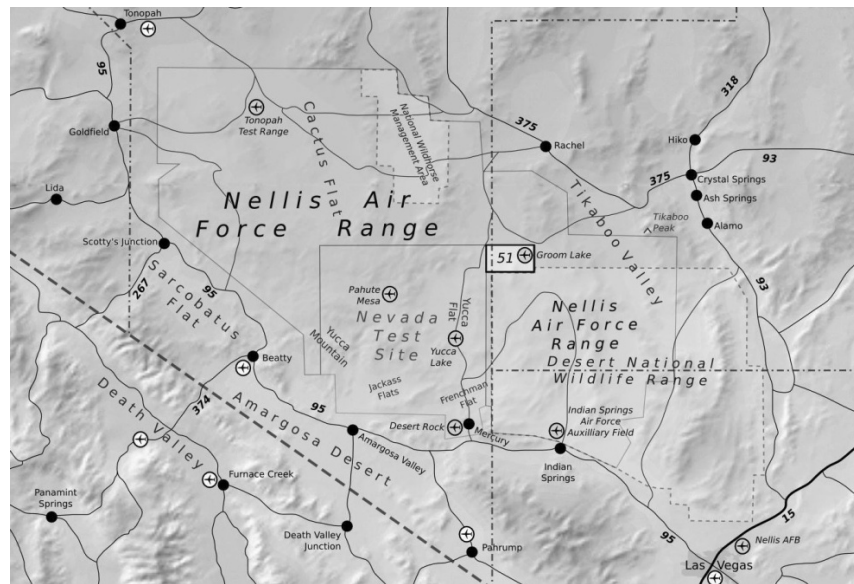 Tonopah
95
318
Tonopah
Test Range
Cactus Flat
National Wildhorse
Management Area
375
Goldfield
Rachel
Hiko
93
375
Crystal Springs
Lida
Ash Springs
Nellis Air
Force Range
Tikaboo Valley
Tikaboo
Peak
Alamo
Scotty's Junction
51
Groom Lake
267
95
Sarcobatus
Flat
93
Pahute
Mesa
Yucca
Flat
Nevada
Test
Site
Nellis
Air Force
Range
Yucca
Mountain
Yucca
Lake
Desert National
Wildlife Range
Beatty
Jackass
Flats
Frenchman
Flat
374
Death Valley
Amargosa Desert
95
Desert Rock
Mercury
Indian Springs
Air Force
Auxilliary Field
Amargosa Valley
Indian
Springs
Furnace Creek
Panamint
Springs
15
Death Valley
Junction
95
Nellis AFB
Pahrump
Las Vegas